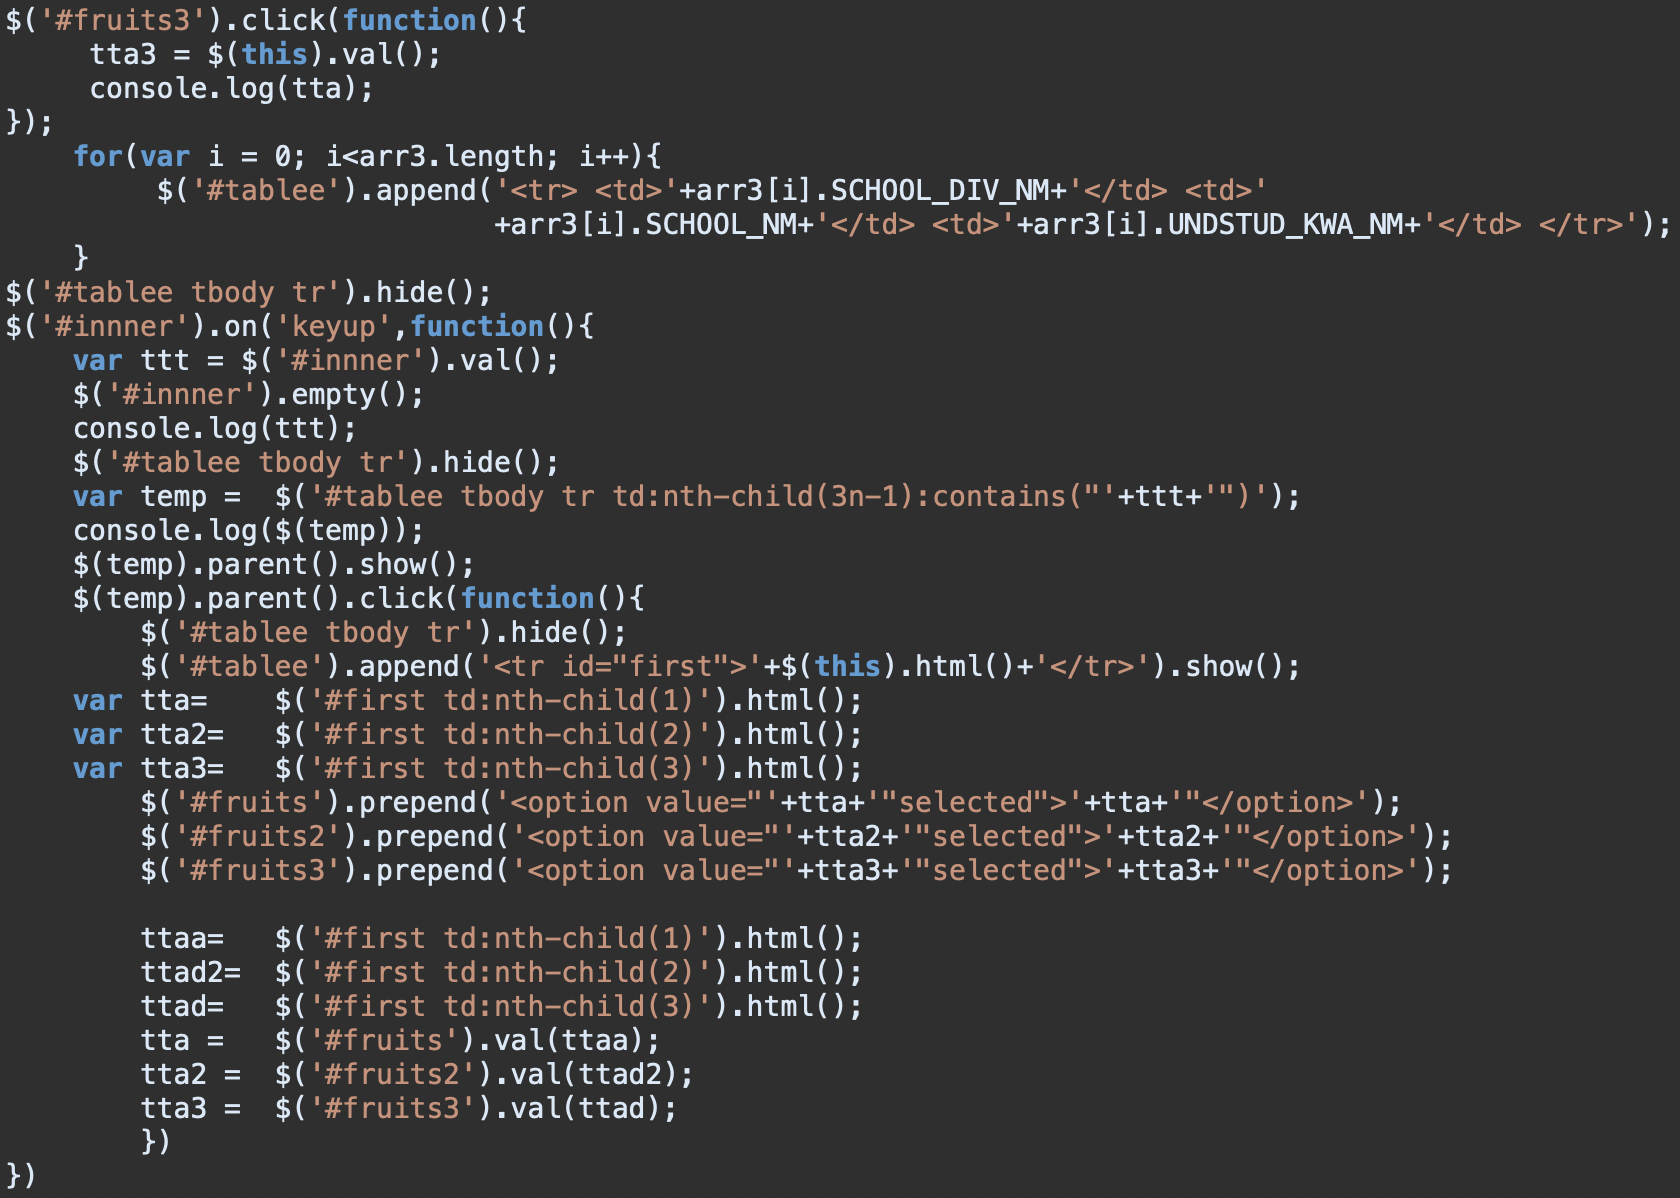 $('#fruits3').click(function(){
     tta3 = $(this).val();
     console.log(tta);
});
    for(var i = 0; i<arr3.length; i++){
         $('#tablee').append('<tr> <td>'+arr3[i].SCHOOL_DIV_NM+'</td> <td>'
                             +arr3[i].SCHOOL_NM+'</td> <td>'+arr3[i].UNDSTUD_KWA_NM+'</td> </tr>');
    }
$('#tablee tbody tr').hide();
$('#innner').on('keyup',function(){
    var ttt = $('#innner').val();
    $('#innner').empty();
    console.log(ttt);
    $('#tablee tbody tr').hide();
    var temp =  $('#tablee tbody tr td:nth-child(3n-1):contains("'+ttt+'")');
    console.log($(temp));
    $(temp).parent().show();
    $(temp).parent().click(function(){
        $('#tablee tbody tr').hide();
        $('#tablee').append('<tr id="first">'+$(this).html()+'</tr>').show();
    var tta=    $('#first td:nth-child(1)').html();
    var tta2=   $('#first td:nth-child(2)').html();
    var tta3=   $('#first td:nth-child(3)').html();
        $('#fruits').prepend('<option value="'+tta+'"selected">'+tta+'"</option>');
        $('#fruits2').prepend('<option value="'+tta2+'"selected">'+tta2+'"</option>');
        $('#fruits3').prepend('<option value="'+tta3+'"selected">'+tta3+'"</option>');

        ttaa=   $('#first td:nth-child(1)').html();
        ttad2=  $('#first td:nth-child(2)').html();
        ttad=   $('#first td:nth-child(3)').html();
        tta =   $('#fruits').val(ttaa);
        tta2 =  $('#fruits2').val(ttad2);
        tta3 =  $('#fruits3').val(ttad);
        })
})